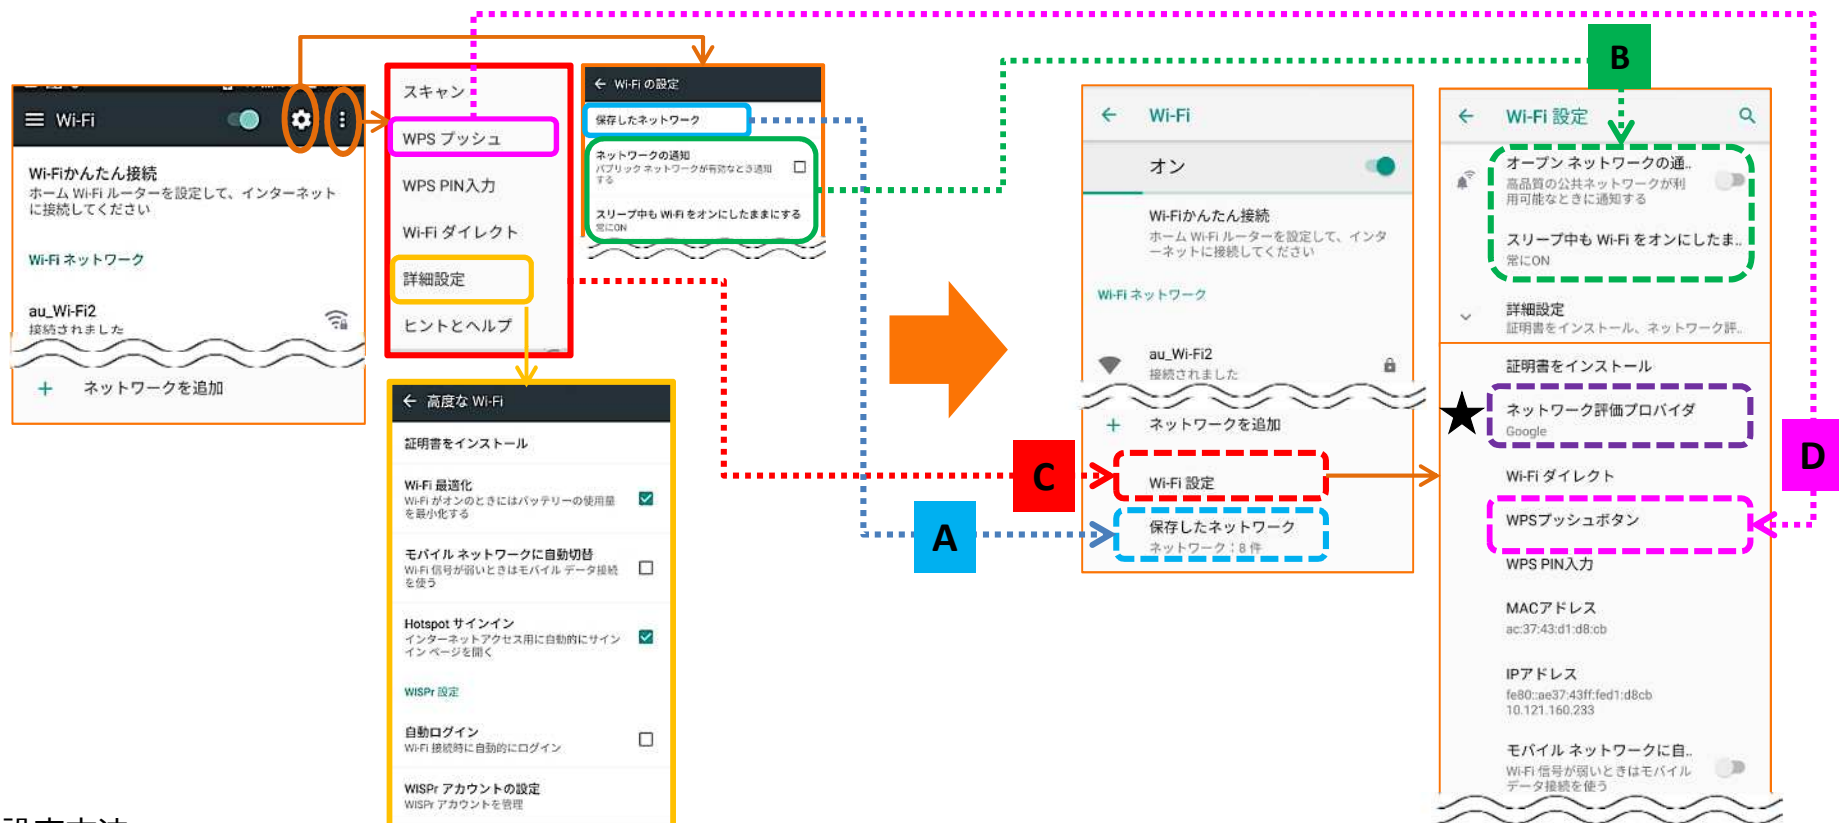 Wi-Fi
Wi-Fiかんたん接続
ホーム Wi-Fi ルーターを設定して、インターネット
に接続してください
Wi-Fi ネットワーク
au_Wi-Fi2
接続されました
+ ネットワークを追加
スキャン
WPS プッシュ
WPS PIN入力
Wi-Fi ダイレクト
詳細設定
ヒントとヘルプ
← Wi-Fi の設定
保存したネットワーク
ネットワークの通知
パブリック ネットワークが有効なとき通知
する
スリープ中も Wi-Fi をオンにしたままにする
常にON
← 高度な Wi-Fi
証明書をインストール
Wi-Fi 最適化
Wi-Fi がオンのときにはバッテリーの使用量
を最小化する
モバイル ネットワークに自動切替
Wi-Fi 信号が弱いときはモバイル データ接続
を使う
Hotspot サインイン
インターネットアクセス用に自動的にサイン
イン ページを開く
WISPr 設定
自動ログイン
Wi-Fi 接続時に自動的にログイン
WISPr アカウントの設定
WISPr アカウントを管理
A
B
C
D
← Wi-Fi
オン
Wi-Fiかんたん接続
ホーム Wi-Fi ルーターを設定して、インタ
ーネットに接続してください
Wi-Fi ネットワーク
au_Wi-Fi2
接続されました
+ ネットワークを追加
Wi-Fi 設定
保存したネットワーク
ネットワーク：8 件
← Wi-Fi 設定
オープン ネットワークの通..
高品質の公共ネットワークが利
用可能なときに通知する
スリープ中も Wi-Fi をオンにしたま..
常にON
詳細設定
証明書をインストール、ネットワーク評..
証明書をインストール
★ ネットワーク評価プロバイダ
Google
Wi-Fi ダイレクト
WPSプッシュボタン
WPS PIN入力
MACアドレス
ac:37:43:d1:d8:cb
IPアドレス
fe80::ae37:43ff:fed1:d8cb
10.121.160.233
モバイル ネットワークに自..
Wi-Fi 信号が弱いときはモバイル
データ接続を使う